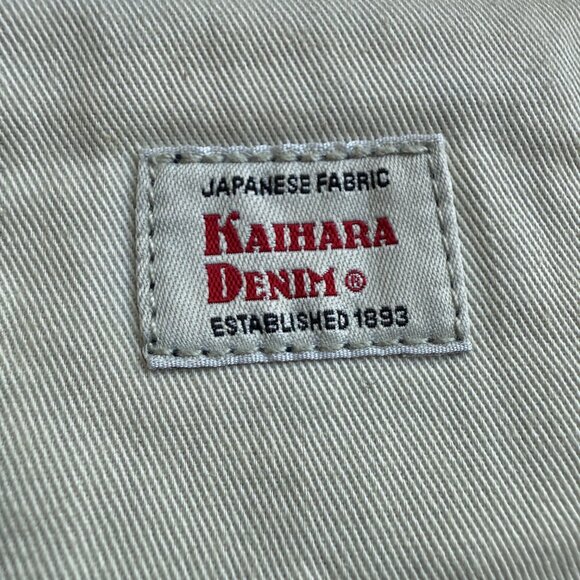 JAPANESE FABRIC
KAIHARA
DENIM®
ESTABLISHED 1893